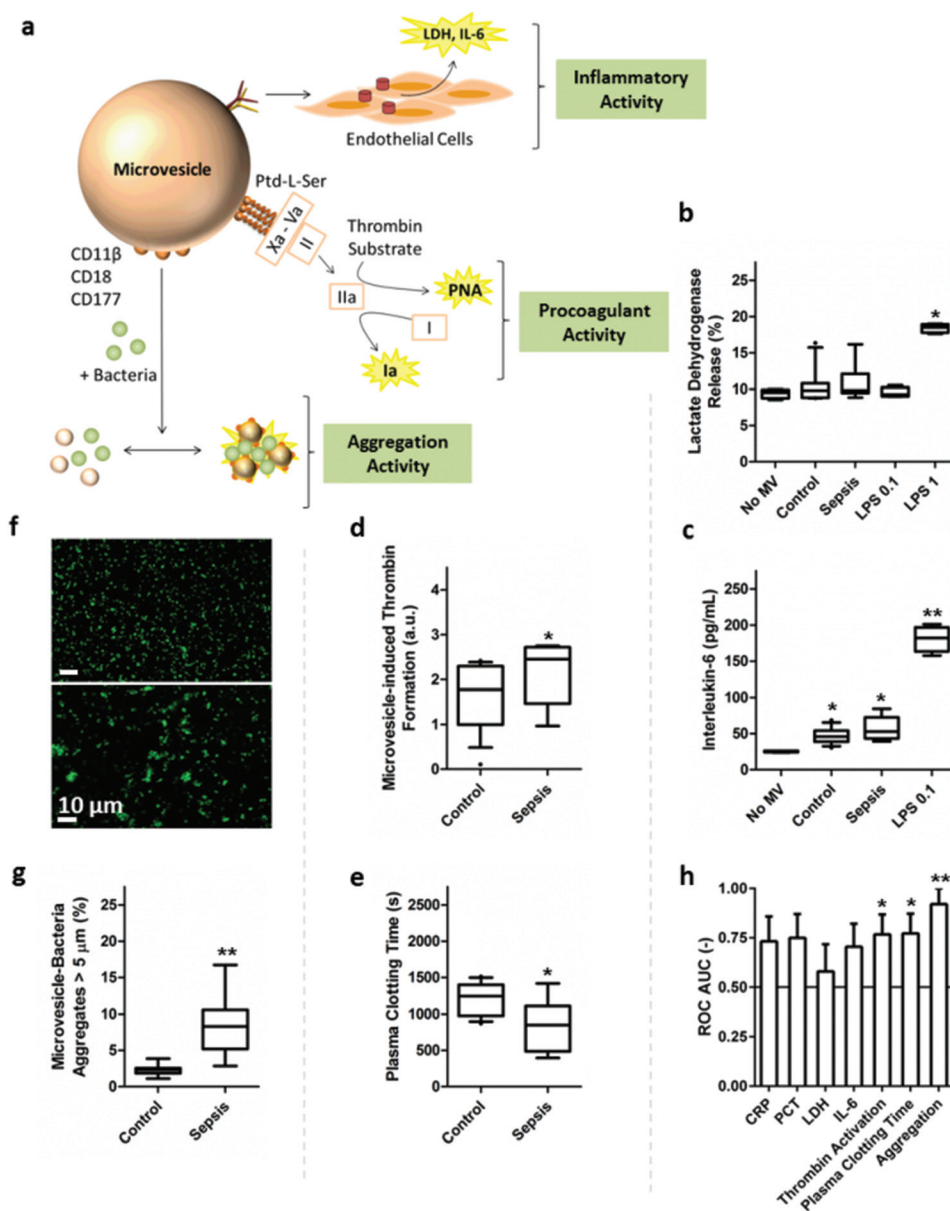 a
LDH, IL-6
Inflammatory
Activity
Endothelial Cells
Microvesicle
Ptd-L-Ser
Xa - Va
II
Thrombin
Substrate
CD11β
CD18
CD177
IIa
PNA
I
Ia
Procoagulant
Activity
+ Bacteria
Aggregation
Activity
b
Lactate Dehydrogenase
Release (%)
25
20
15
10
5
0
*
No MV
Control
Sepsis
LPS 0.1
LPS 1
f
10 μm
d
Microvesicle-induced Thrombin
Formation (a.u.)
4
3
2
1
0
*
Control
Sepsis
c
Interleukin-6 (pg/mL)
250
200
150
100
50
0
*
*
**
No MV
Control
Sepsis
LPS 0.1
g
Microvesicle-Bacteria
Aggregates > 5 μm (%)
25
20
15
10
5
0
**
Control
Sepsis
e
Plasma Clotting Time (s)
2500
2000
1500
1000
500
0
*
Control
Sepsis
h
ROC AUC (-)
1.00
0.75
0.50
0.25
0.00
*
*
**
CRP
PCT
LDH
IL-6
Thrombin Activation
Plasma Clotting Time
Aggregation